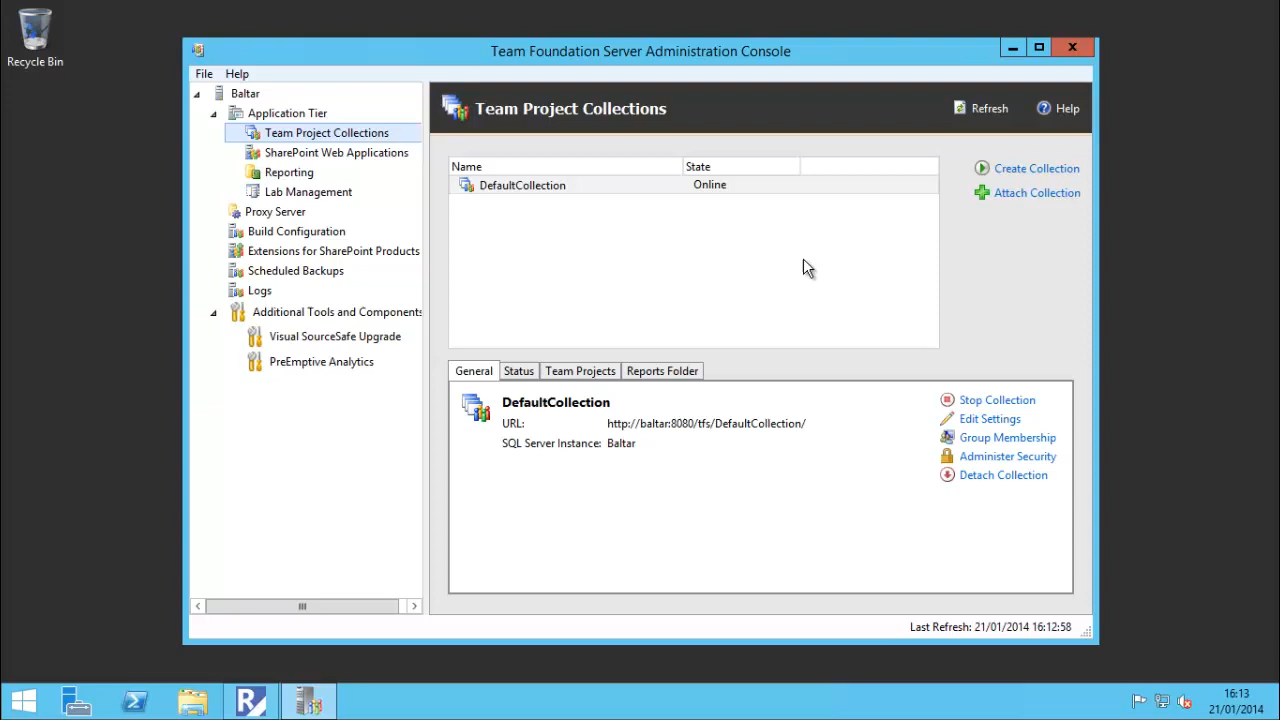 Recycle Bin
Team Foundation Server Administration Console
File Help
Baltar
Application Tier
Team Project Collections
SharePoint Web Applications
Reporting
Lab Management
Proxy Server
Build Configuration
Extensions for SharePoint Products
Scheduled Backups
Logs
Additional Tools and Components
Visual SourceSafe Upgrade
PreEmptive Analytics
Team Project Collections
Refresh Help
Name State
DefaultCollection Online
Create Collection
Attach Collection
General Status Team Projects Reports Folder
DefaultCollection
URL: http://baltar:8080/tfs/DefaultCollection/
SQL Server Instance: Baltar
Stop Collection
Edit Settings
Group Membership
Administer Security
Detach Collection
Last Refresh: 21/01/2014 16:12:58
16:13
21/01/2014